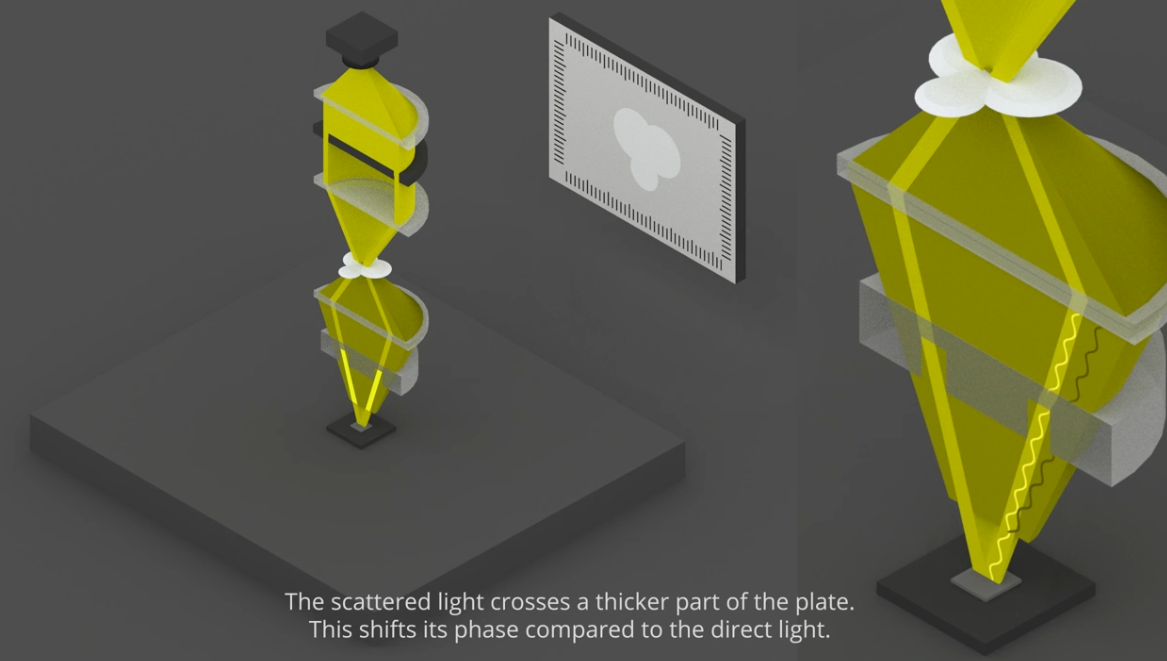 The scattered light crosses a thicker part of the plate.
This shifts its phase compared to the direct light.